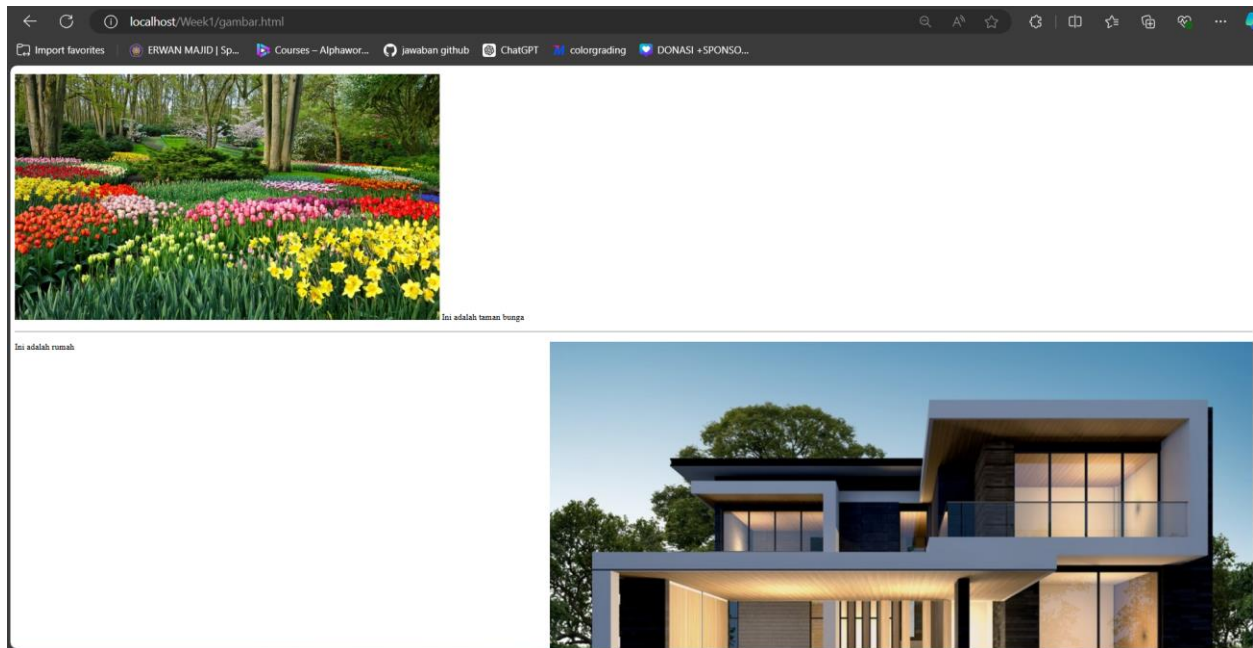 localhost/Week1/gambar.html
Import favorites
ERWAN MAJID | Sp...
Courses – Alphawor...
jawaban github
ChatGPT
colorgrading
DONASI +SPONSO...
Ini adalah taman bunga
Ini adalah rumah